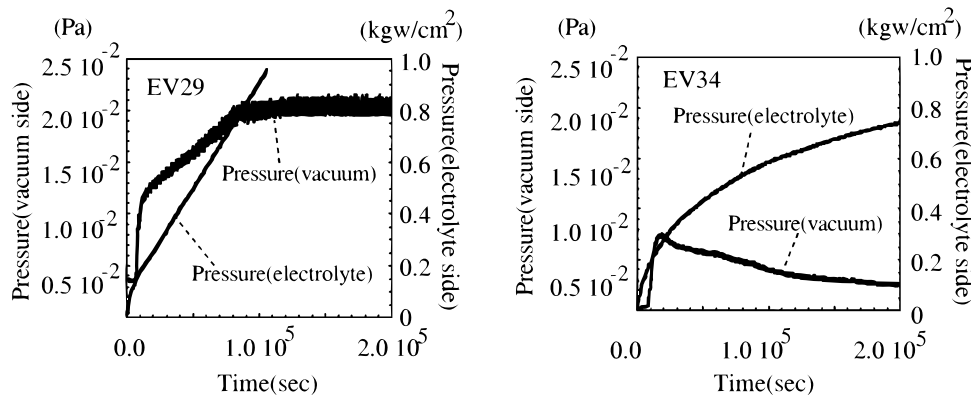 (Pa)
(kgw/cm2)
Pressure(vacuum side)
2.5 10-2
2.0 10-2
1.5 10-2
1.0 10-2
0.5 10-2
EV29
Pressure(vacuum)
Pressure(electrolyte)
1.0
0.8
0.6
0.4
0.2
0
Pressure(electrolyte side)
0.0
1.0 105
2.0 105
Time(sec)
(Pa)
(kgw/cm2)
Pressure(vacuum side)
2.5 10-2
2.0 10-2
1.5 10-2
1.0 10-2
0.5 10-2
EV34
Pressure(electrolyte)
Pressure(vacuum)
1.0
0.8
0.6
0.4
0.2
0
Pressure(electrolyte side)
0.0
1.0 105
2.0 105
Time(sec)